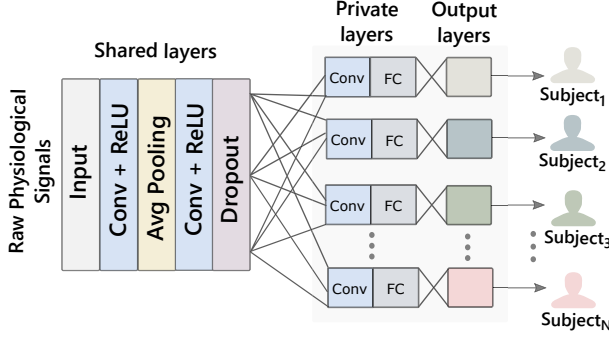 Shared layers
Private
layers
Output
layers
Raw Physiological
Signals
Input
Conv + ReLU
Avg Pooling
Conv + ReLU
Dropout
Conv FC
Subject1
Conv FC
Subject2
Conv FC
Subject3
Conv FC
SubjectN